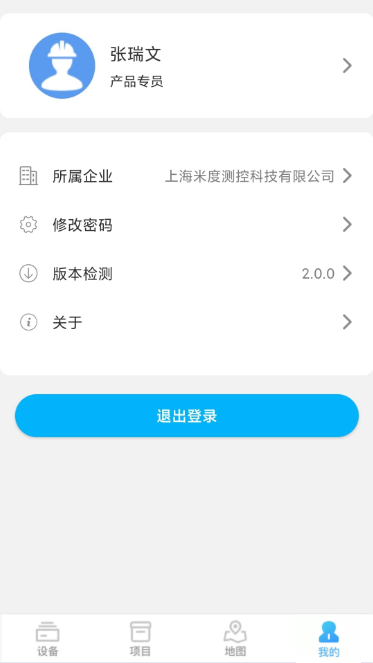 张瑞文
产品专员
所属企业 上海米度测控科技有限公司
修改密码
版本检测 2.0.0
关于
退出登录
设备 项目 地图 我的